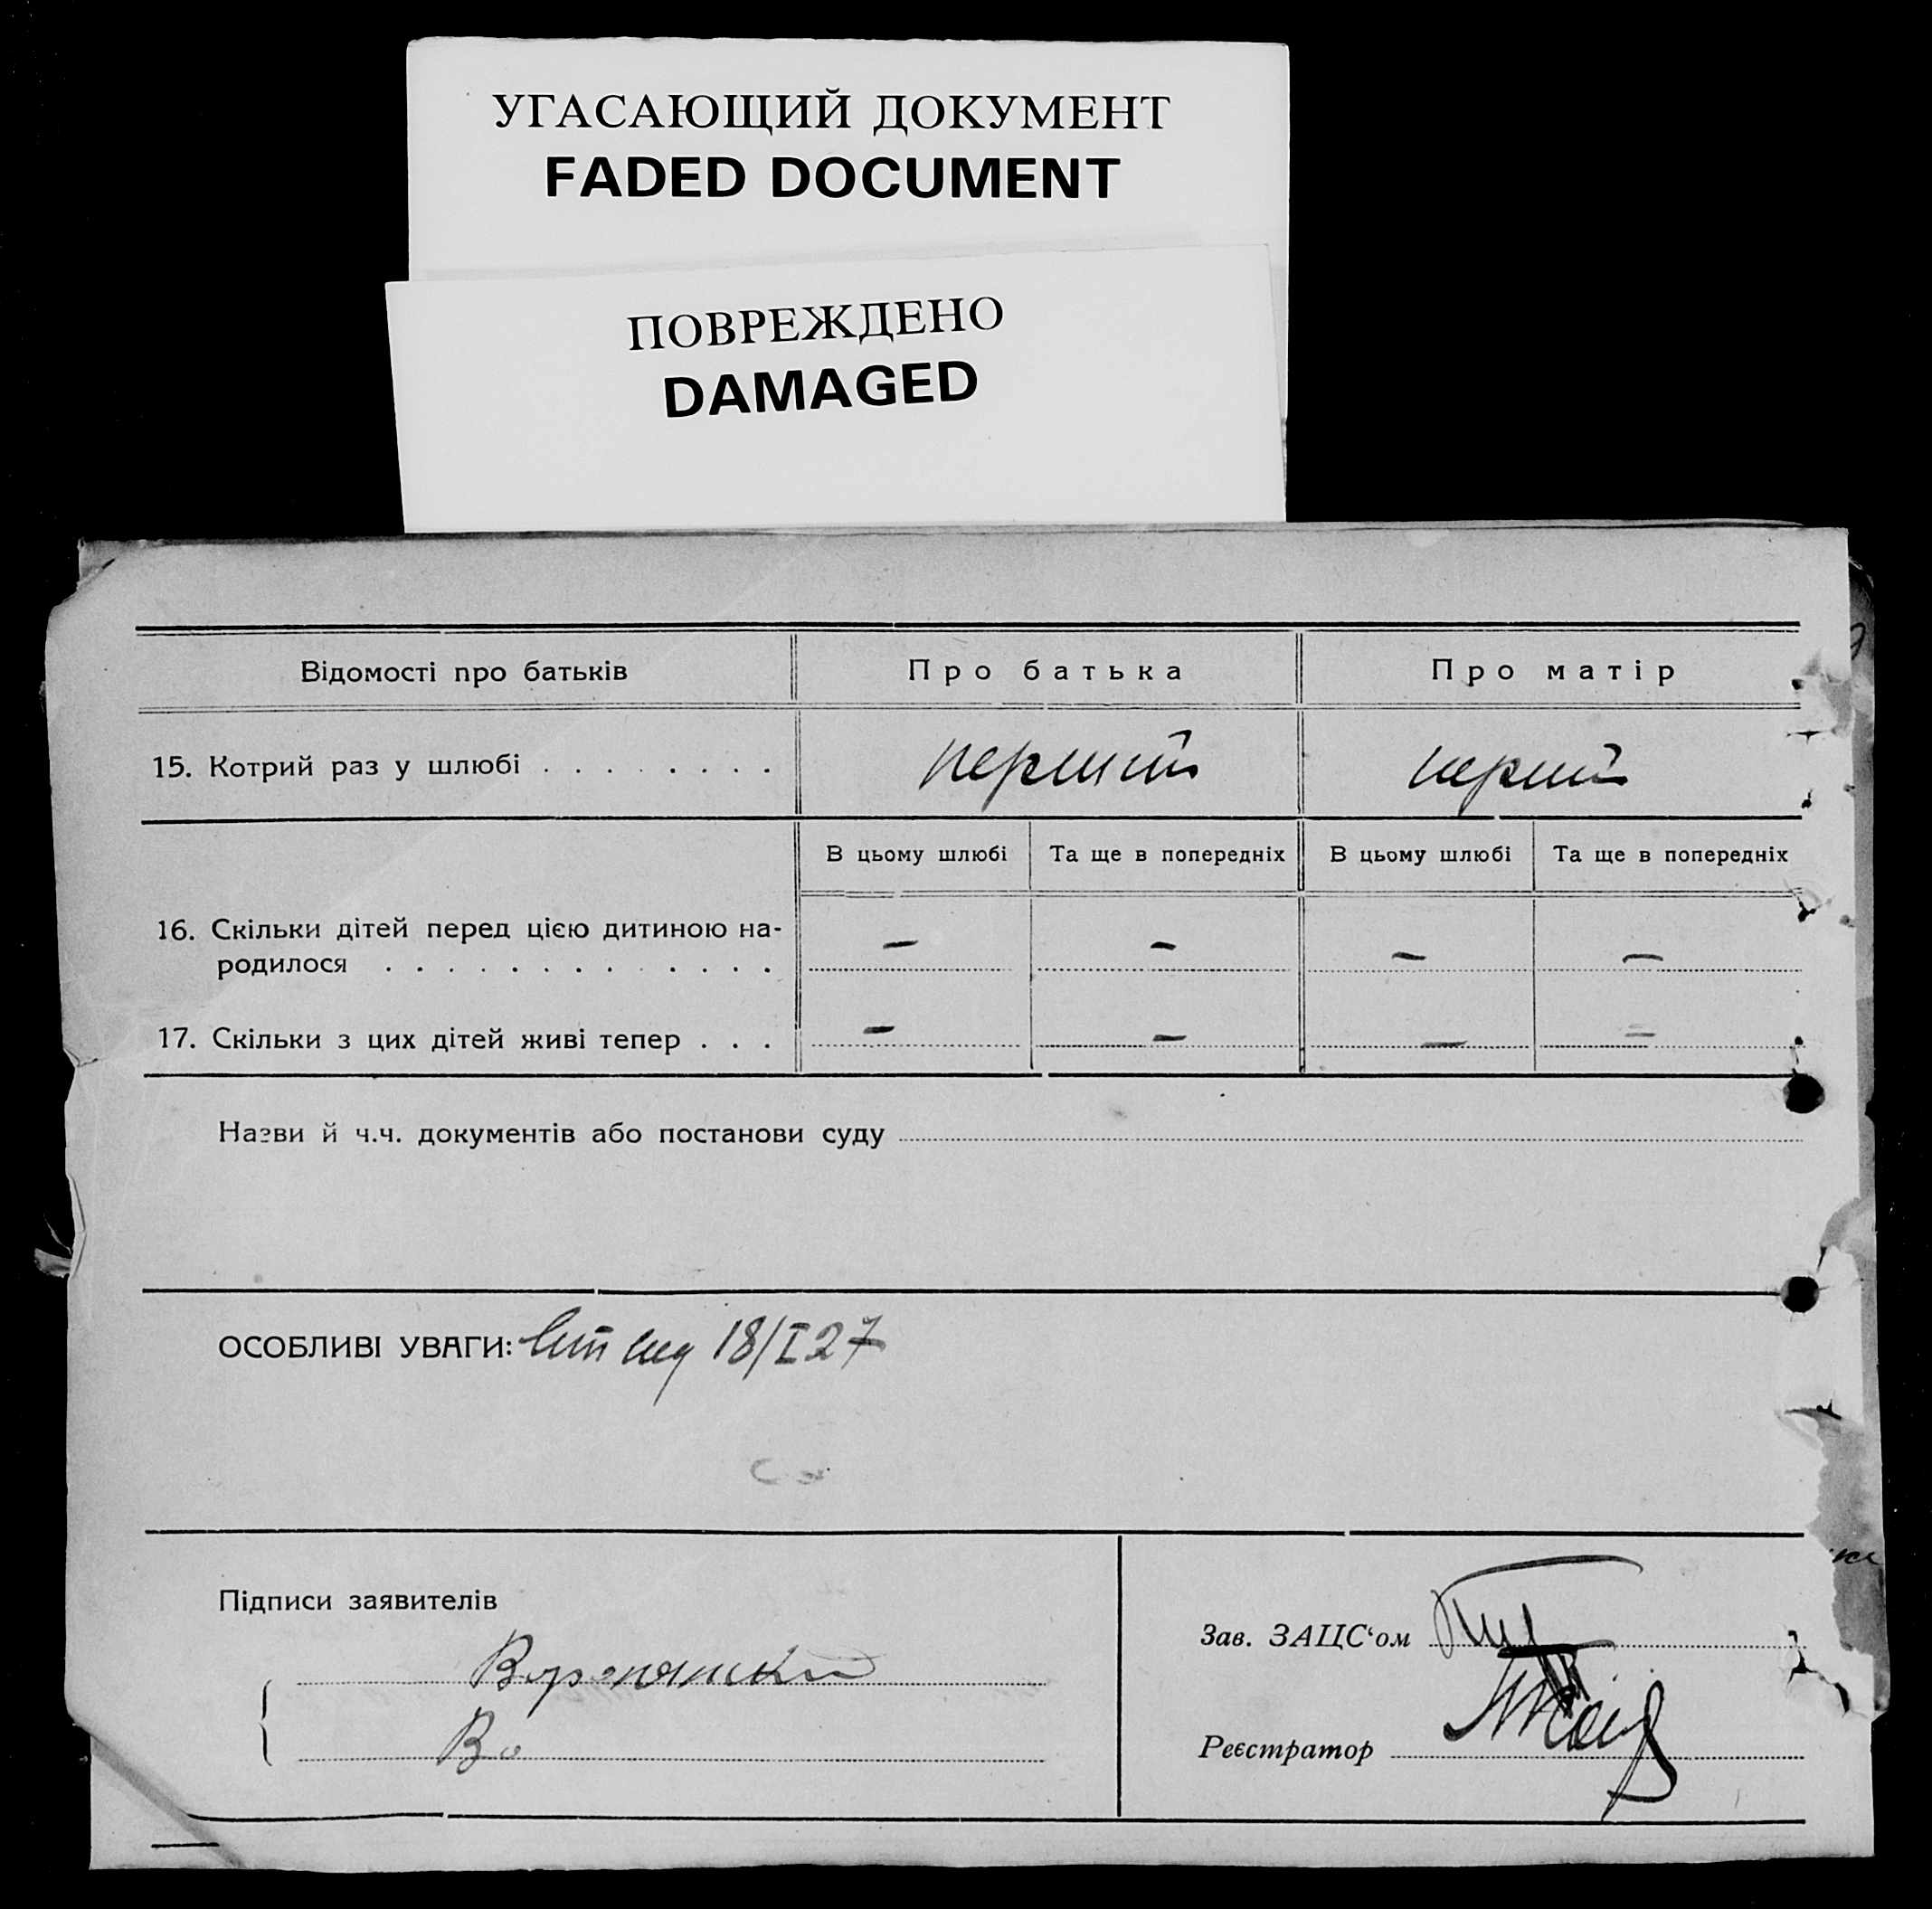 УГАСАЮЩИЙ ДОКУМЕНТ
FADED DOCUMENT
ПОВРЕЖДЕНО
DAMAGED
Відомості про батьків Про батька Про матір
15. Котрий раз у шлюбі . . . . . . . . перший перший
В цьому шлюбі Та ще в попередніх В цьому шлюбі Та ще в попередніх
16. Скільки дітей перед цією дитиною на-
родилося . . . . . . . . . . . . . — — — —
17. Скільки з цих дітей живі тепер . . . — — — —
Назви й ч.ч. документів або постанови суду
ОСОБЛИВІ УВАГИ: 18/I 27
Підписи заявителів
Зав. ЗАЦС‘ом
Реєстратор